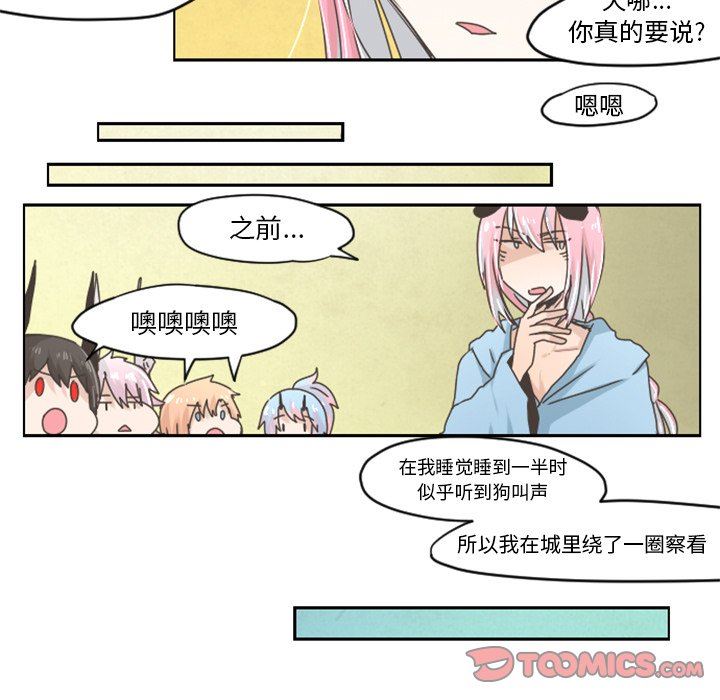 天哪...
你真的要说?
嗯嗯
之前...
噢噢噢噢
在我睡觉睡到一半时
似乎听到狗叫声
所以我在城里绕了一圈察看
TOOMICS.COM